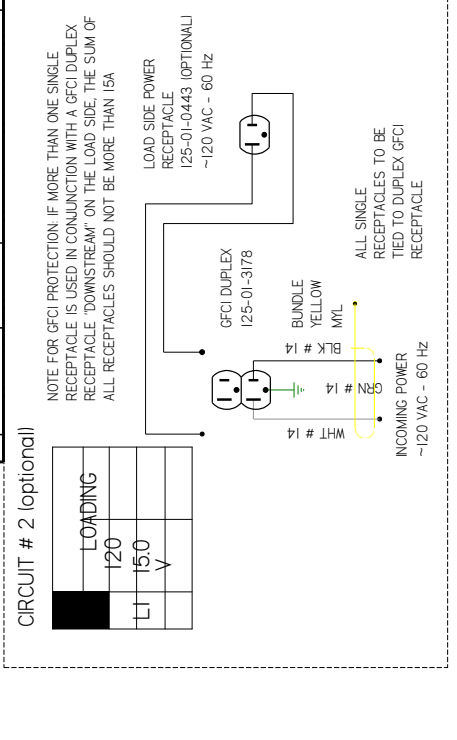 CIRCUIT # 2 (optional)
LOADING
120
L1 15.0
V
NOTE FOR GFCI PROTECTION: IF MORE THAN ONE SINGLE
RECEPTACLE IS USED IN CONJUNCTION WITH A GFCI DUPLEX
RECEPTACLE "DOWNSTREAM" ON THE LOAD SIDE, THE SUM OF
ALL RECEPTACLES SHOULD NOT BE MORE THAN 15A
LOAD SIDE POWER
RECEPTACLE
125-01-0443 (OPTIONAL)
~120 VAC - 60 Hz
GFCI DUPLEX
125-01-3178
BUNDLE
YELLOW
MYL
BLK # 14
GRN # 14
WHT # 14
INCOMING POWER
~120 VAC - 60 Hz
ALL SINGLE
RECEPTACLES TO BE
TIED TO DUPLEX GFCI
RECEPTACLE